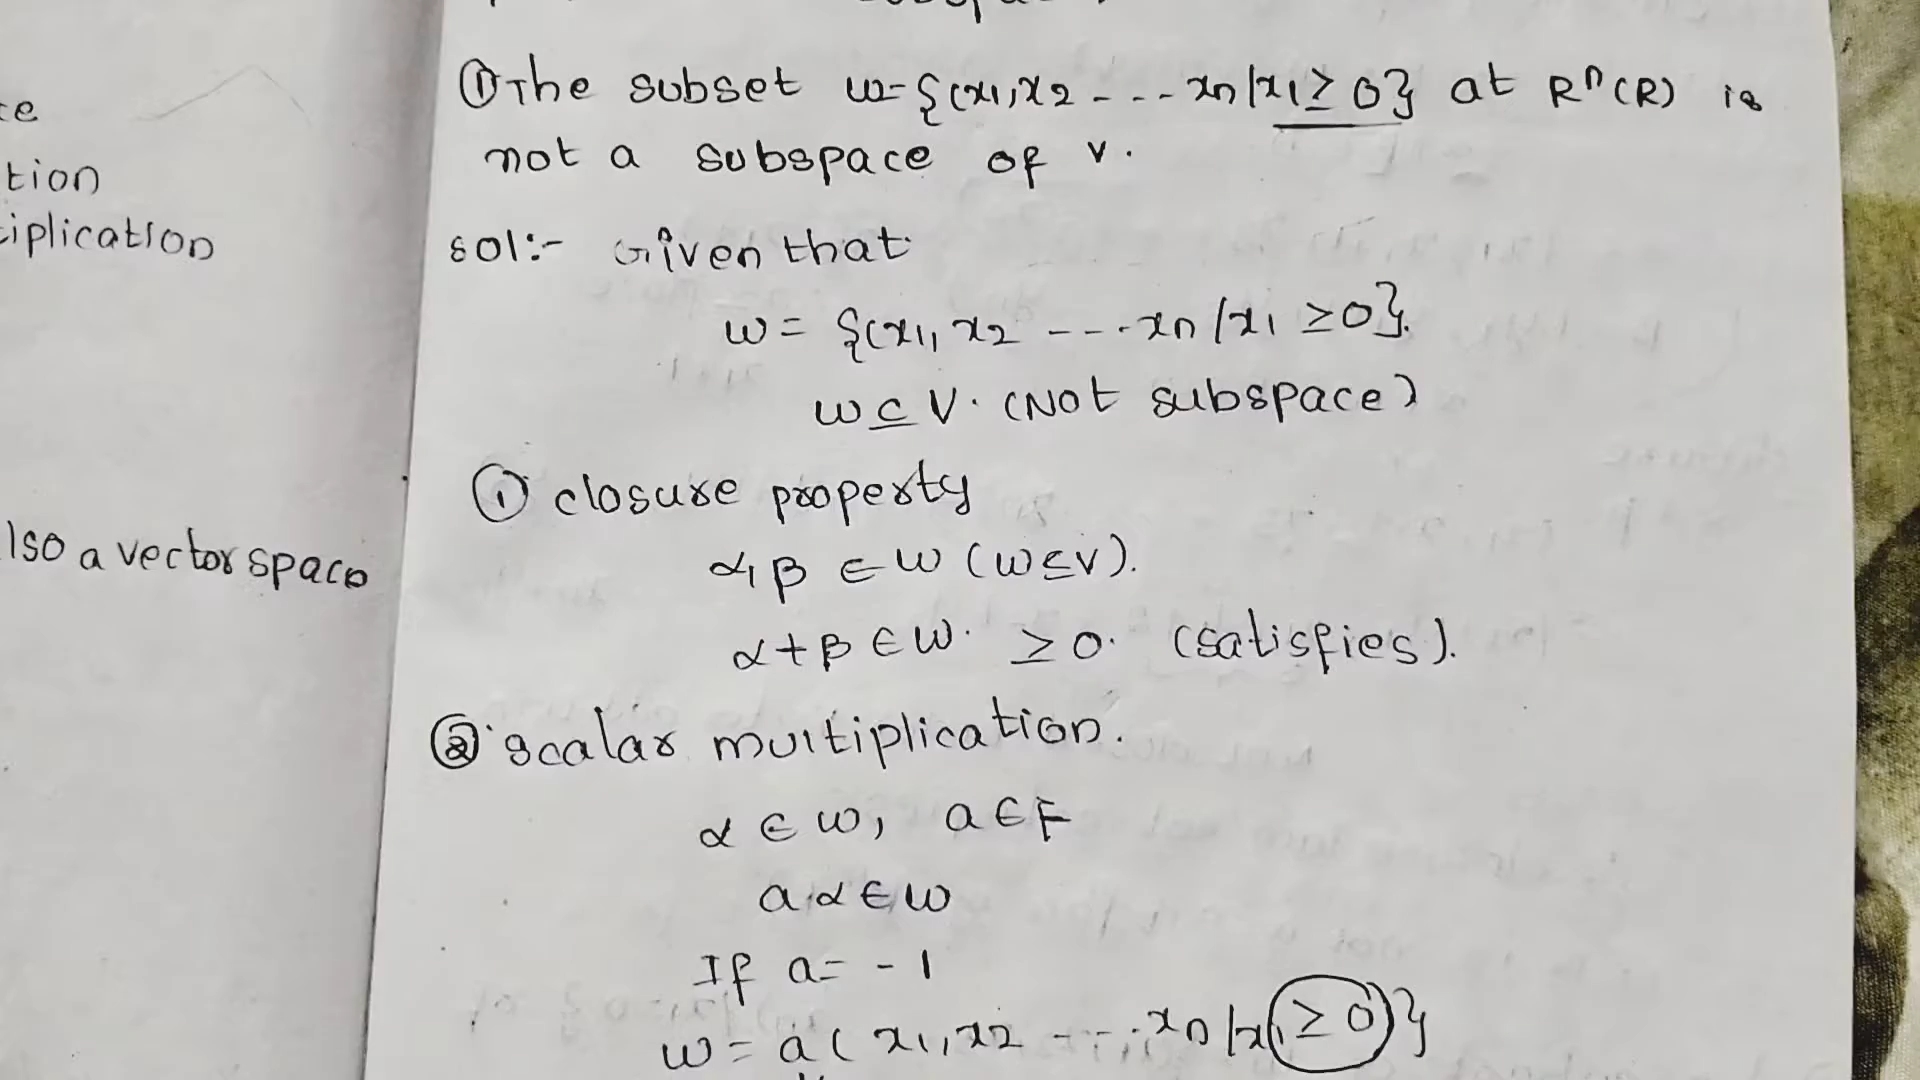 ce
tion
iplication
lso a vector space
① The subset w={(x1,x2 ---- xn/x1≥0} at Rⁿ(R) is
not a subspace of v.
sol:- Given that
w = {(x1, x2 ----xn/x1 ≥0}.
w⊆V. (Not subspace)
① closure property
α, β ∈ w (w⊆v).
α+β ∈ w. ≥0. (satisfies).
② scalar multiplication.
α ∈ w, a ∈ F
a.α ∈ w
If a= -1
w = a( x1, x2 ---, xn /x1 ≥0)}